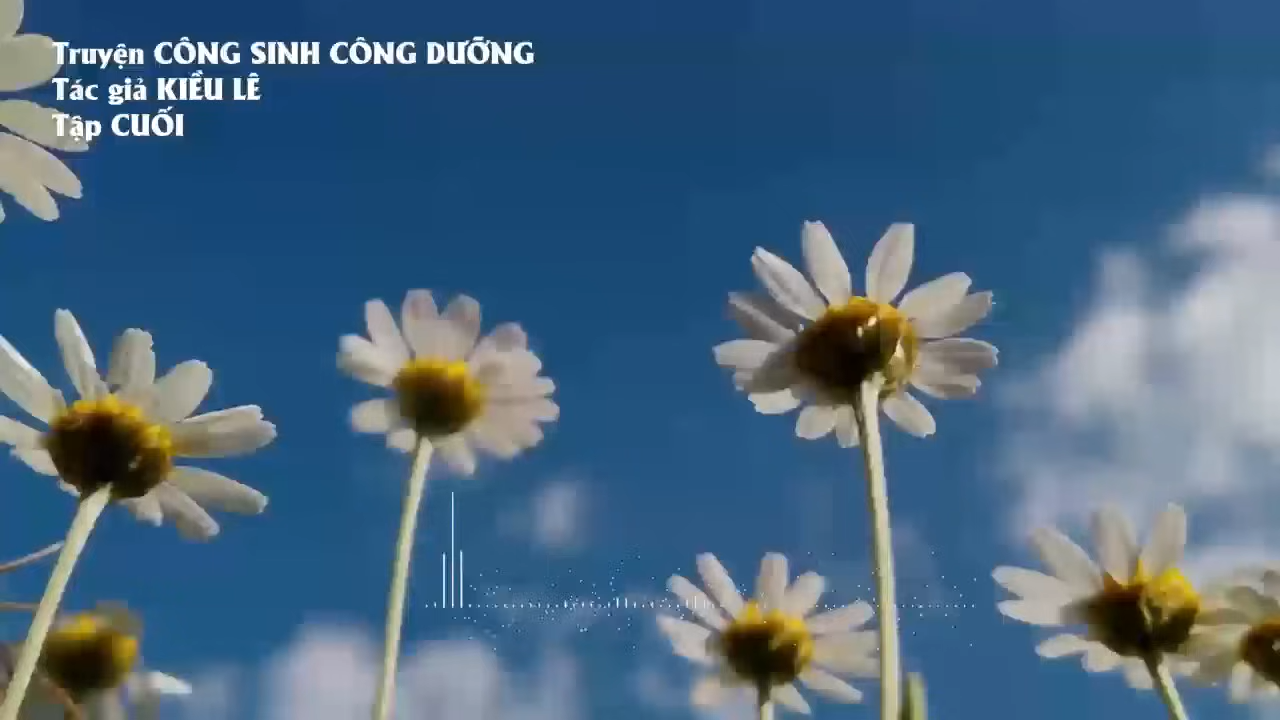 Truyện CÔNG SINH CÔNG DƯỠNG
Tác giả KIỀU LÊ
Tập CUỐI